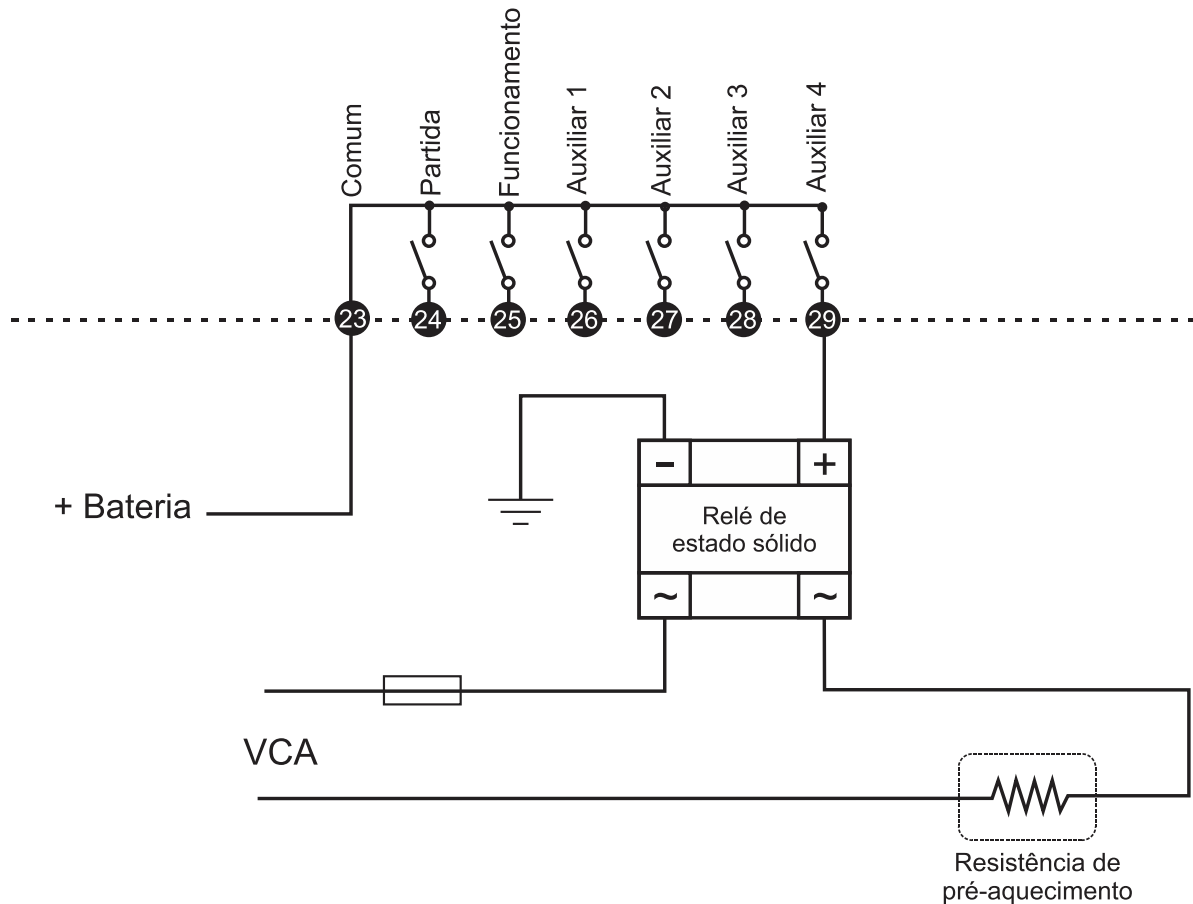 Comum
Partida
Funcionamento
Auxiliar 1
Auxiliar 2
Auxiliar 3
Auxiliar 4
23
24
25
26
27
28
29
+ Bateria
-
+
Relé de
estado sólido
~
~
VCA
Resistência de
pré-aquecimento